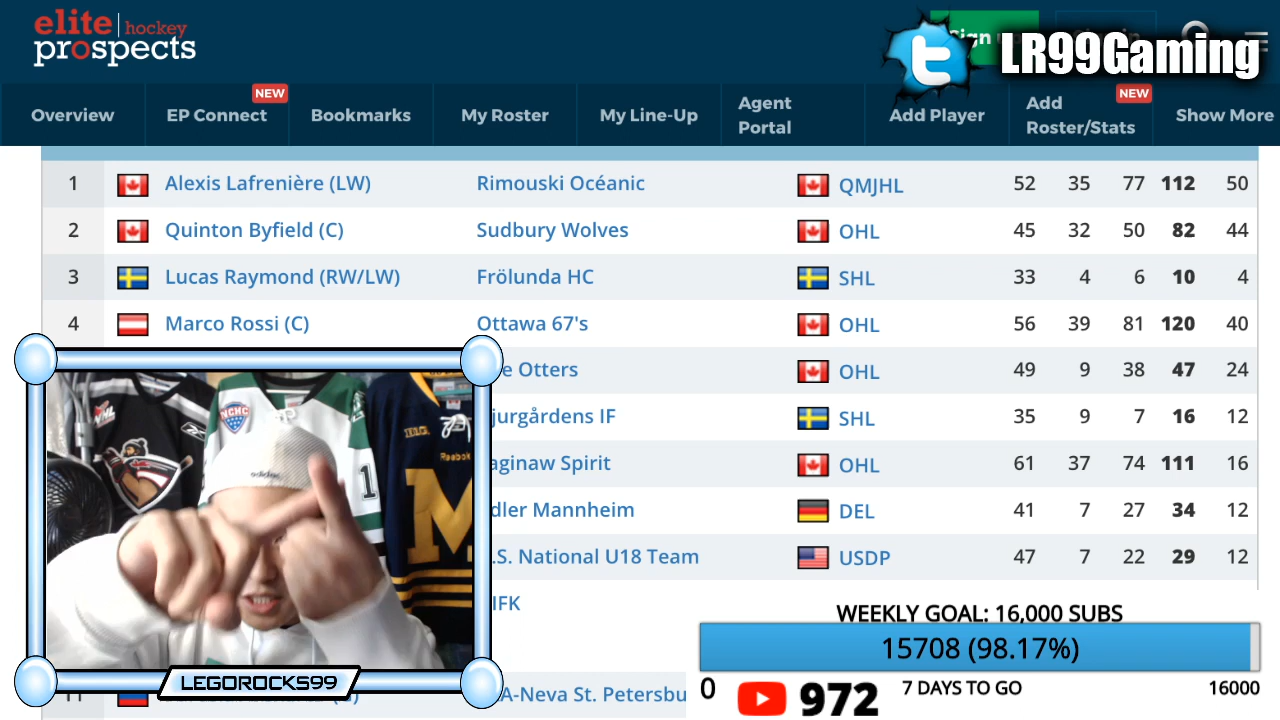 elite hockey
prospects
LR99Gaming
Overview
EP Connect NEW
Bookmarks
My Roster
My Line-Up
Agent
Portal
Add Player
Add NEW
Roster/Stats
Show More
1 Alexis Lafrenière (LW) Rimouski Océanic QMJHL 52 35 77 112 50
2 Quinton Byfield (C) Sudbury Wolves OHL 45 32 50 82 44
3 Lucas Raymond (RW/LW) Frölunda HC SHL 33 4 6 10 4
4 Marco Rossi (C) Ottawa 67's OHL 56 39 81 120 40
e Otters OHL 49 9 38 47 24
jurgårdens IF SHL 35 9 7 16 12
aginaw Spirit OHL 61 37 74 111 16
dler Mannheim DEL 41 7 27 34 12
.S. National U18 Team USDP 47 7 22 29 12
IFK
A-Neva St. Petersbu
WHL
NCHC
adidas
1
Reebok
M
LEGOROCKS99
WEEKLY GOAL: 16,000 SUBS
15708 (98.17%)
0 7 DAYS TO GO 16000
972